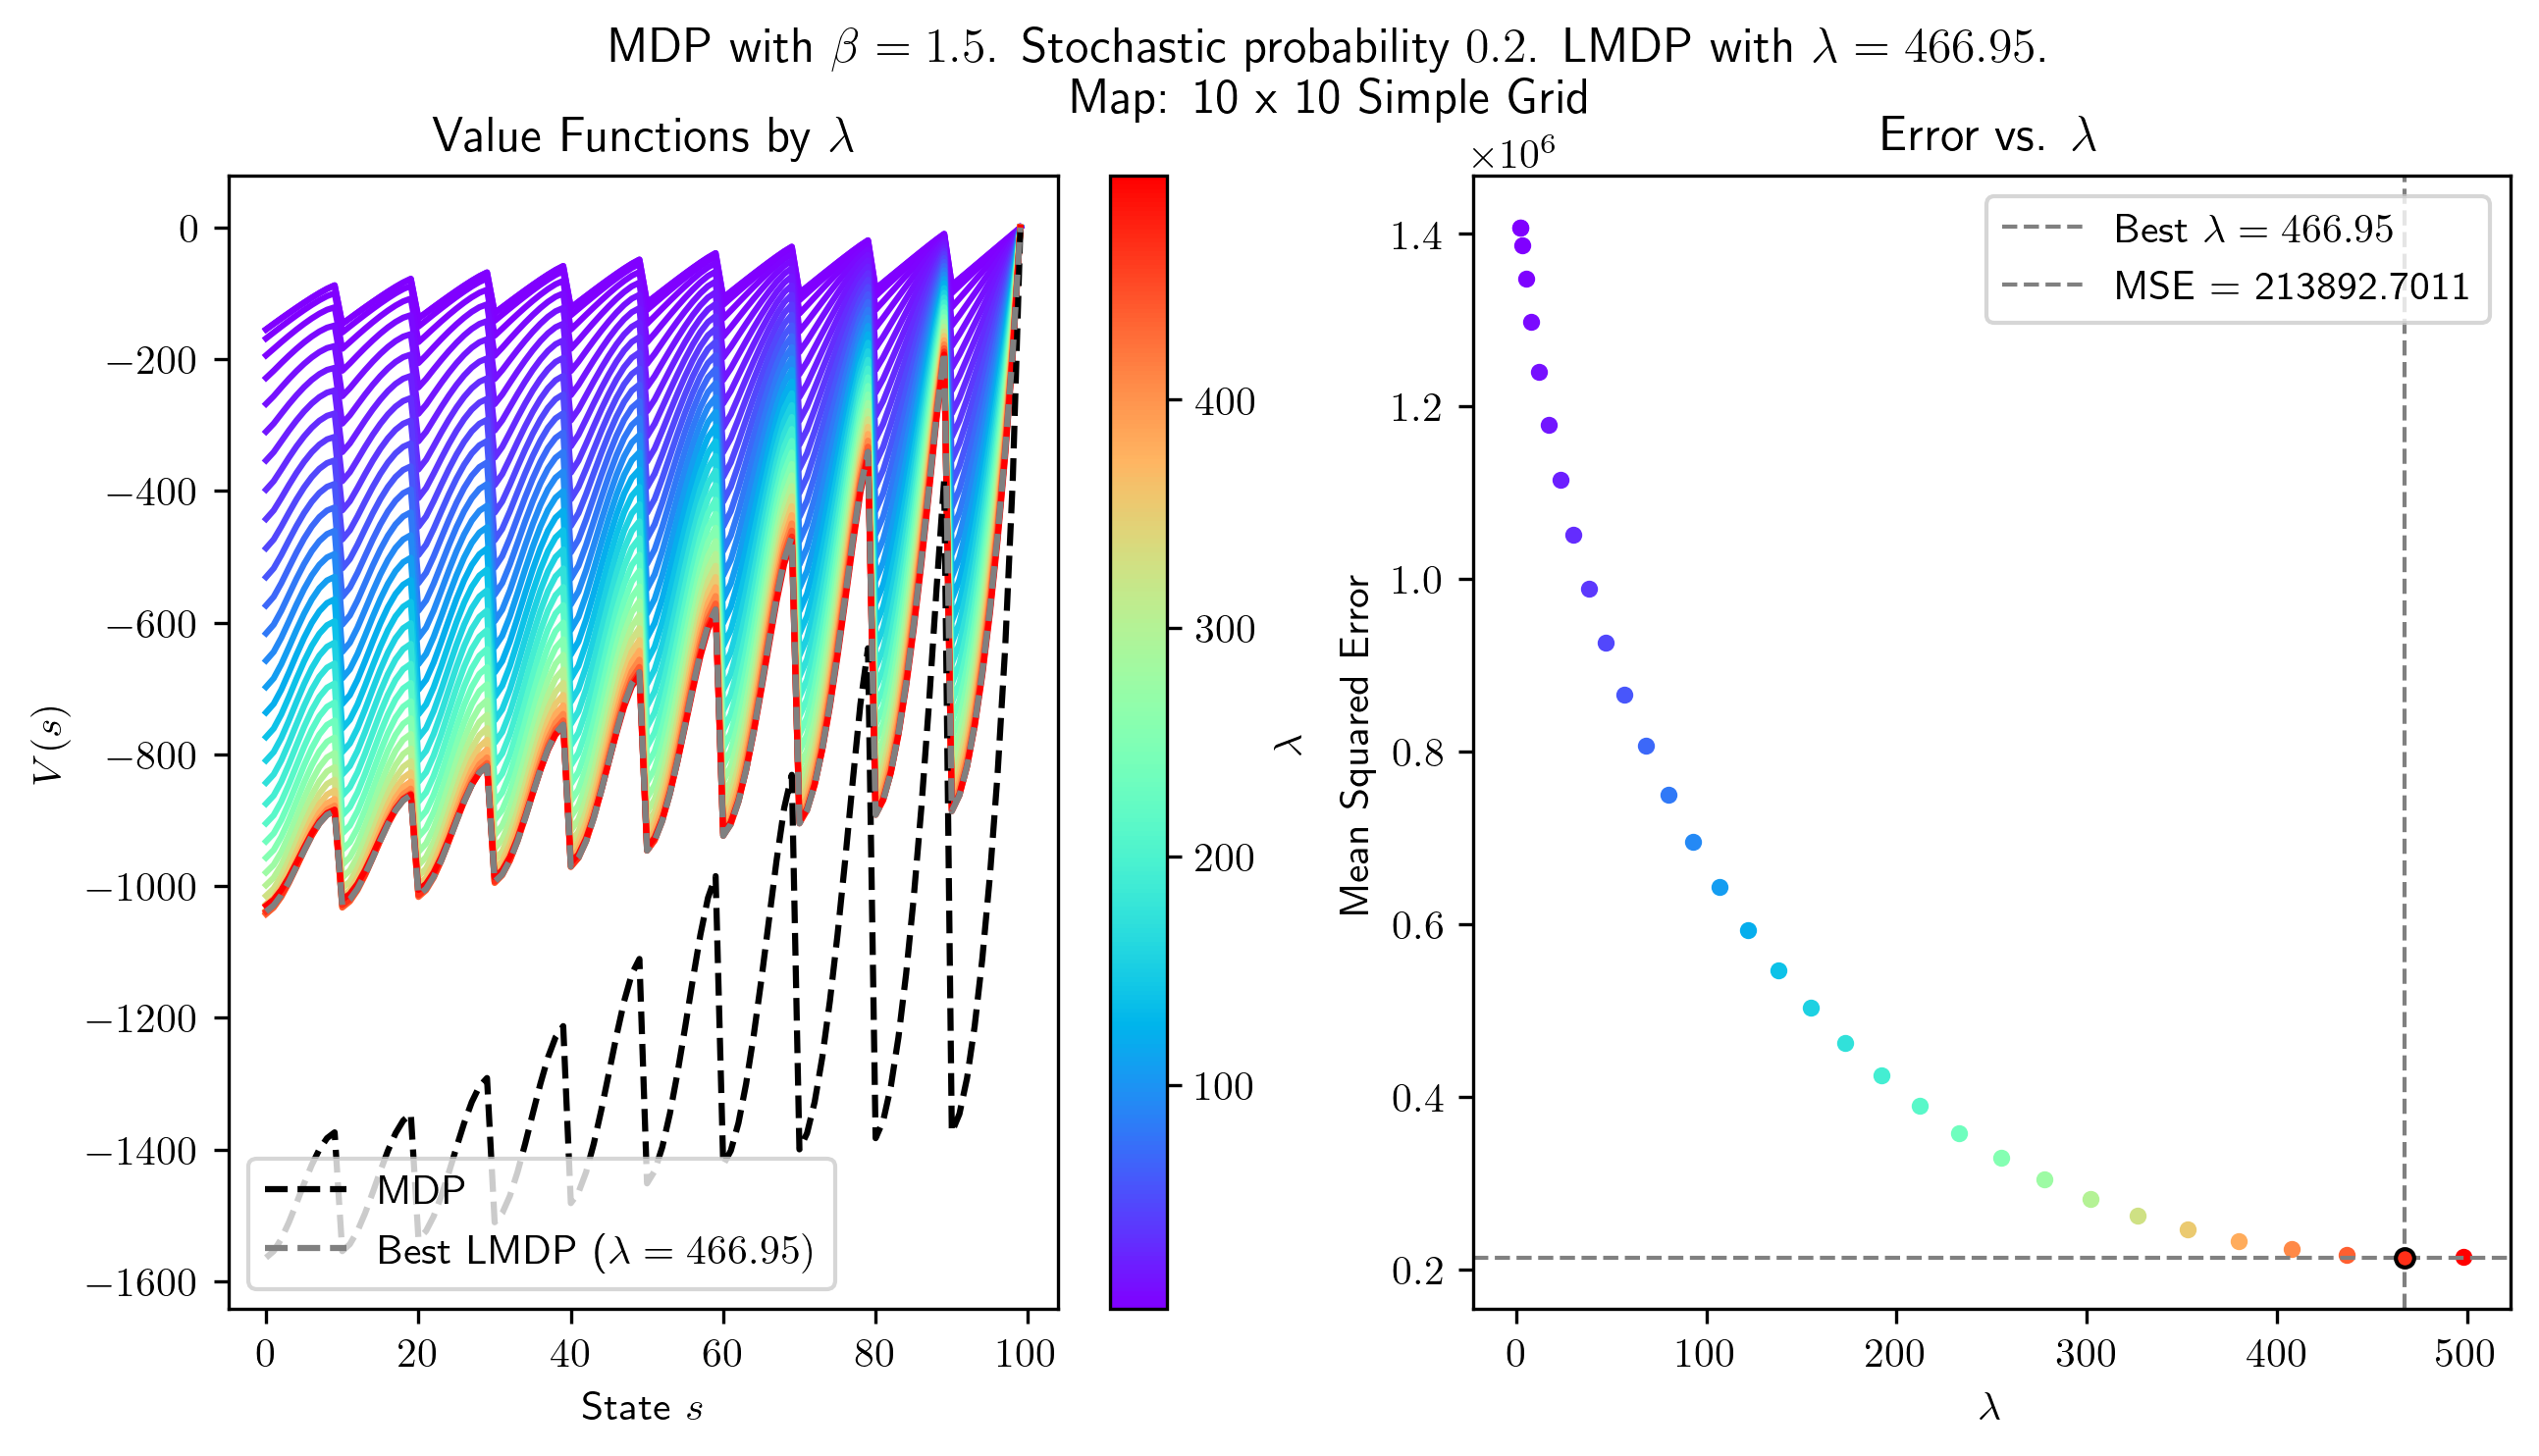 MDP with β = 1.5. Stochastic probability 0.2. LMDP with λ = 466.95.
Map: 10 x 10 Simple Grid
Value Functions by λ
V(s)
0
−200
−400
−600
−800
−1000
−1200
−1400
−1600
MDP
Best LMDP (λ = 466.95)
0 20 40 60 80 100
State s
400
300
200
100
λ
Error vs. λ
×10⁶
Mean Squared Error
1.4
1.2
1.0
0.8
0.6
0.4
0.2
Best λ = 466.95
MSE = 213892.7011
0 100 200 300 400 500
λ